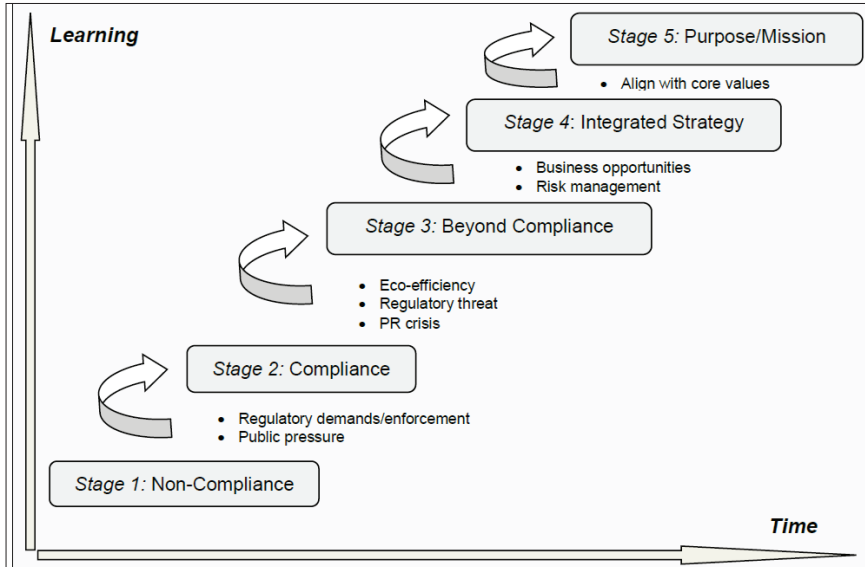 Learning
Stage 5: Purpose/Mission
• Align with core values
Stage 4: Integrated Strategy
• Business opportunities
• Risk management
Stage 3: Beyond Compliance
• Eco-efficiency
• Regulatory threat
• PR crisis
Stage 2: Compliance
• Regulatory demands/enforcement
• Public pressure
Stage 1: Non-Compliance
Time